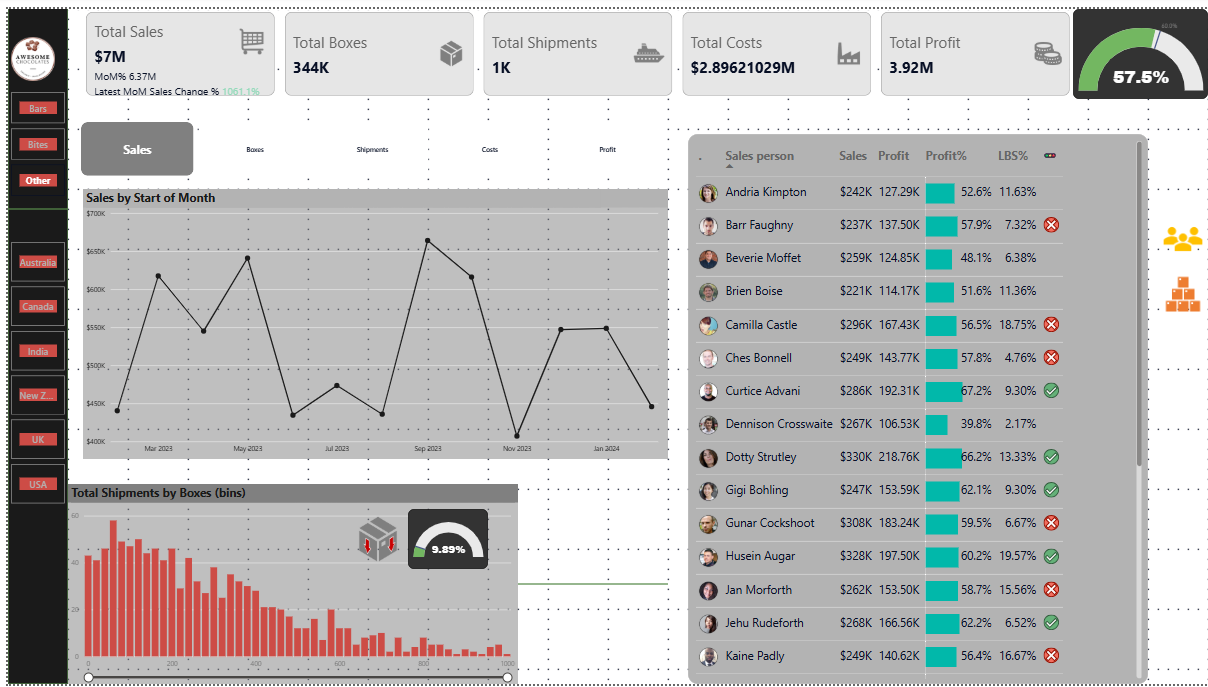 AWESOME
CHOCOLATES
Bars
Bites
Other
Australia
Canada
India
New Z...
UK
USA
Total Sales
$7M
MoM% 6.37M
Latest MoM Sales Change % 1061.1%
Total Boxes
344K
Total Shipments
1K
Total Costs
$2.89621029M
Total Profit
3.92M
60.0%
57.5%
Sales
Boxes
Shipments
Costs
Profit
Sales by Start of Month
$700K
$650K
$600K
$550K
$500K
$450K
$400K
Mar 2023
May 2023
Jul 2023
Sep 2023
Nov 2023
Jan 2024
Total Shipments by Boxes (bins)
60
40
20
0
0
200
400
600
800
1000
9.89%
. Sales person Sales Profit Profit% LBS%
Andria Kimpton $242K 127.29K 52.6% 11.63%
Barr Faughny $237K 137.50K 57.9% 7.32%
Beverie Moffet $259K 124.85K 48.1% 6.38%
Brien Boise $221K 114.17K 51.6% 11.36%
Camilla Castle $296K 167.43K 56.5% 18.75%
Ches Bonnell $249K 143.77K 57.8% 4.76%
Curtice Advani $286K 192.31K 67.2% 9.30%
Dennison Crosswaite $267K 106.53K 39.8% 2.17%
Dotty Strutley $330K 218.76K 66.2% 13.33%
Gigi Bohling $247K 153.59K 62.1% 9.30%
Gunar Cockshoot $308K 183.24K 59.5% 6.67%
Husein Augar $328K 197.50K 60.2% 19.57%
Jan Morforth $262K 153.50K 58.7% 15.56%
Jehu Rudeforth $268K 166.56K 62.2% 6.52%
Kaine Padly $249K 140.62K 56.4% 16.67%